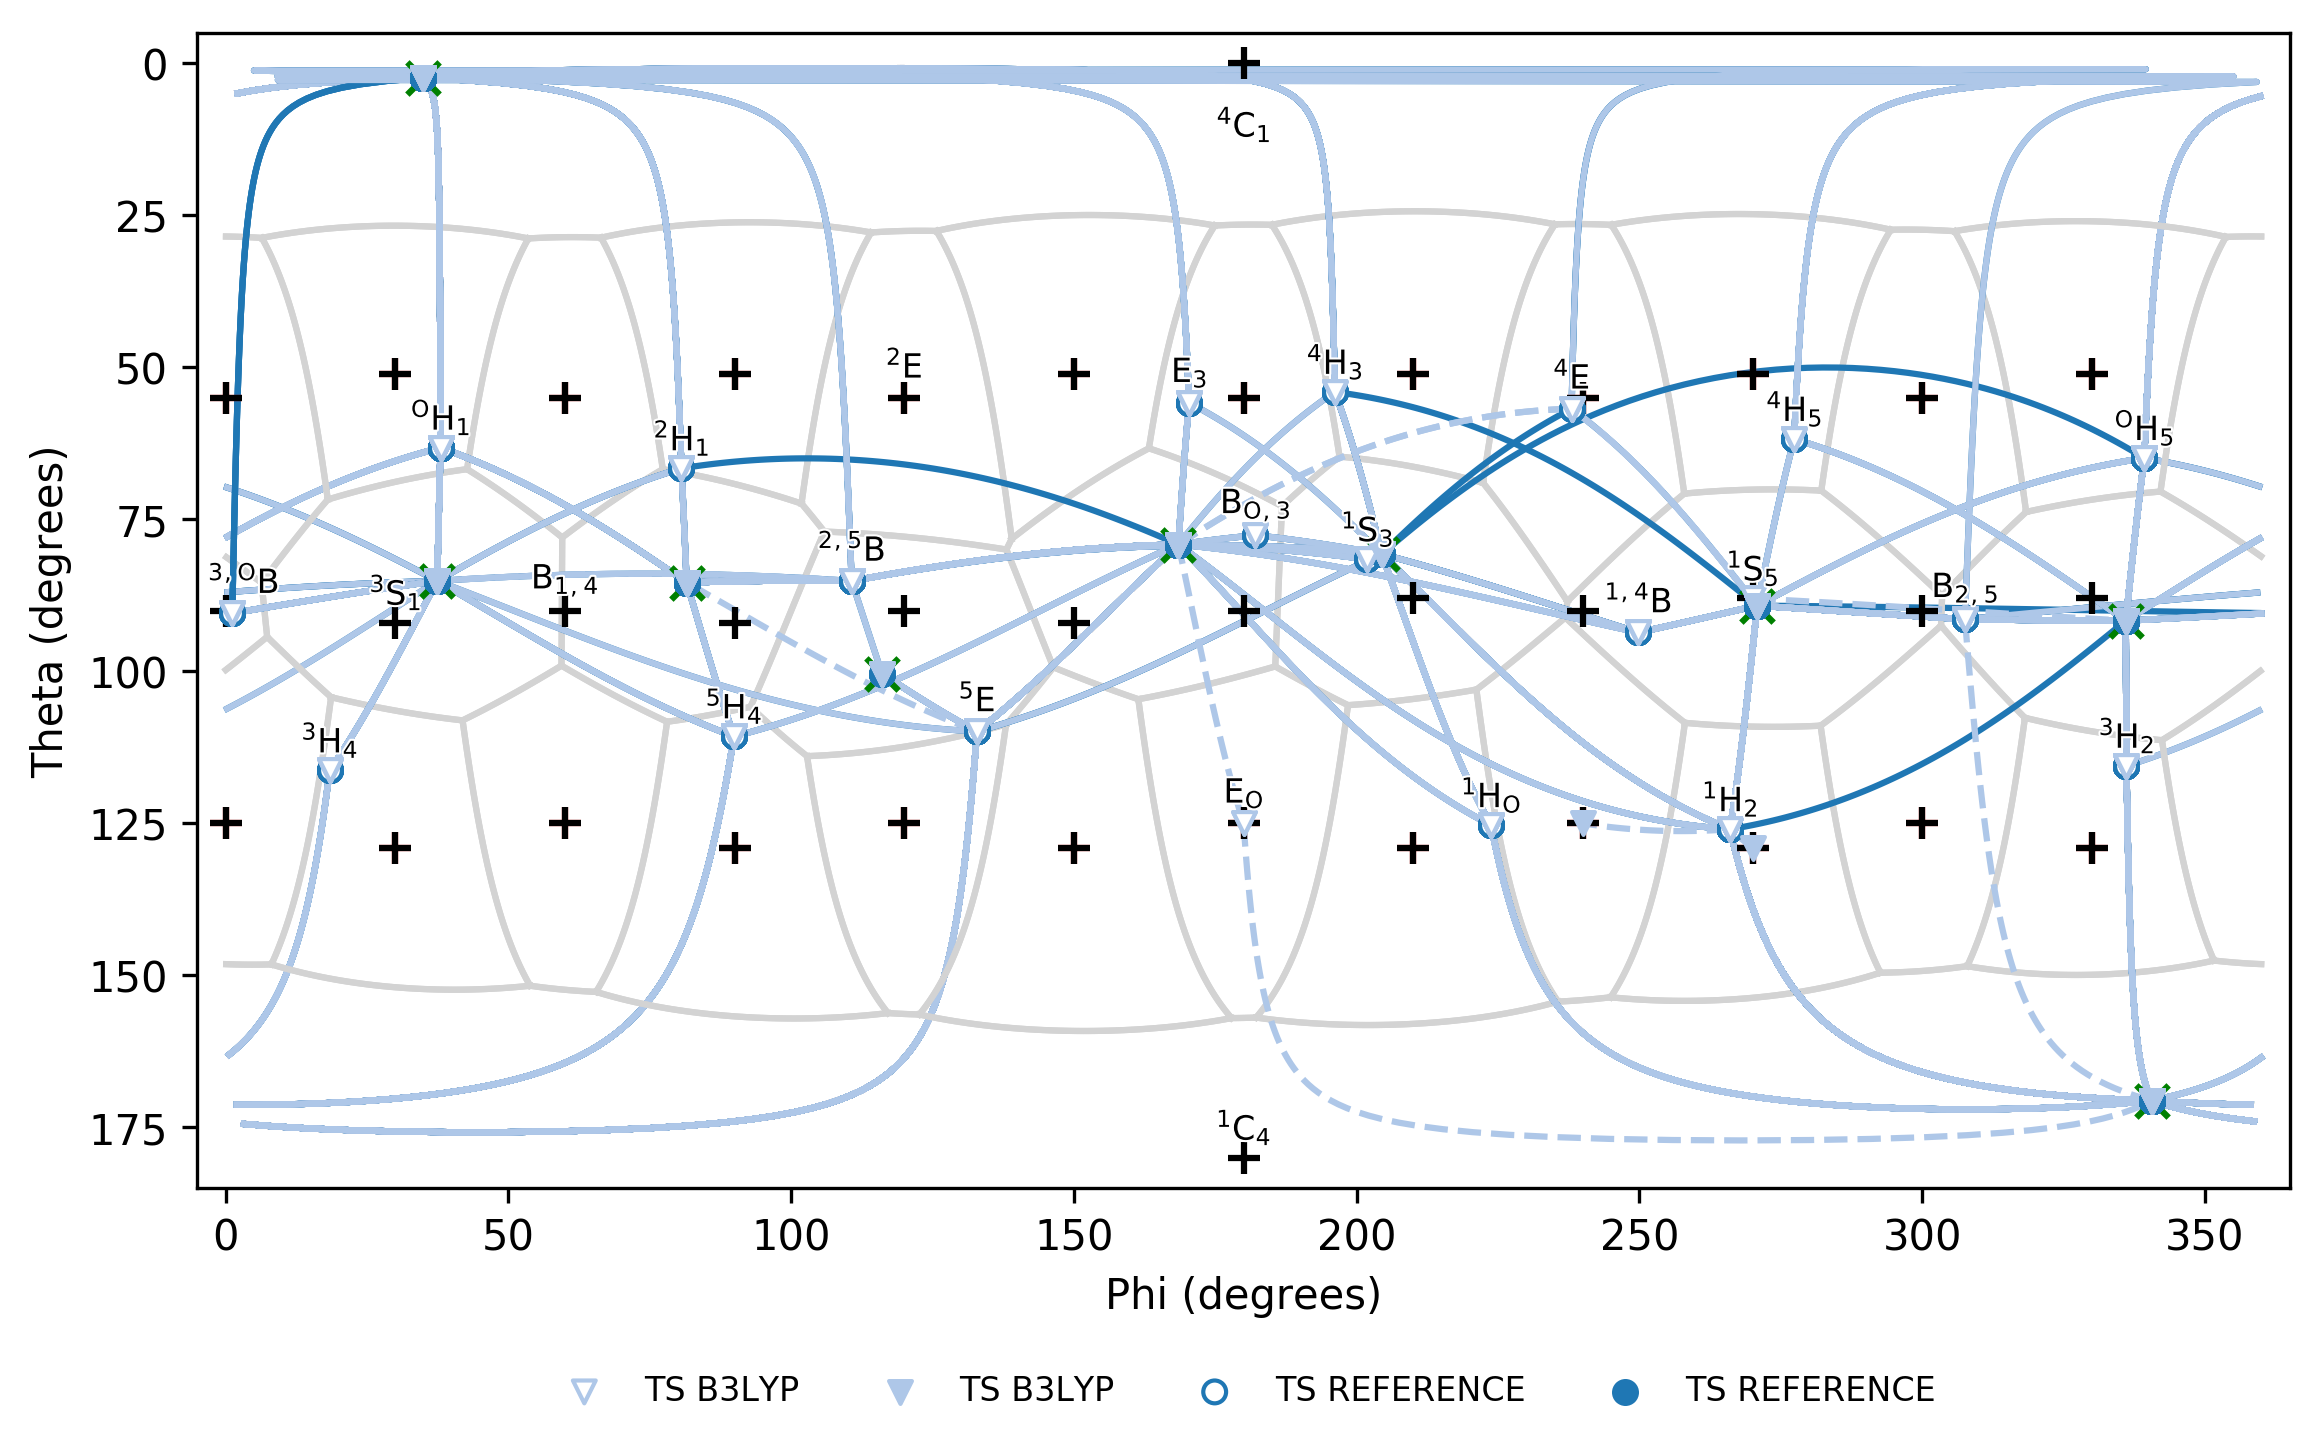 0
25
50
75
100
125
150
175
Theta (degrees)
⁴C₁
²E
E₃
⁴H₃
⁴E
ᴼH₁
²H₁
⁴H₅
ᴼH₅
B_O,₃
¹S₃
²,⁵B
³,ᴼB
³S₁
B₁,₄
¹S₅
¹,⁴B
B₂,₅
³H₄
⁵H₄
⁵E
³H₂
E_O
¹H_O
¹H₂
¹C₄
0 50 100 150 200 250 300 350
Phi (degrees)
TS B3LYP TS B3LYP TS REFERENCE TS REFERENCE